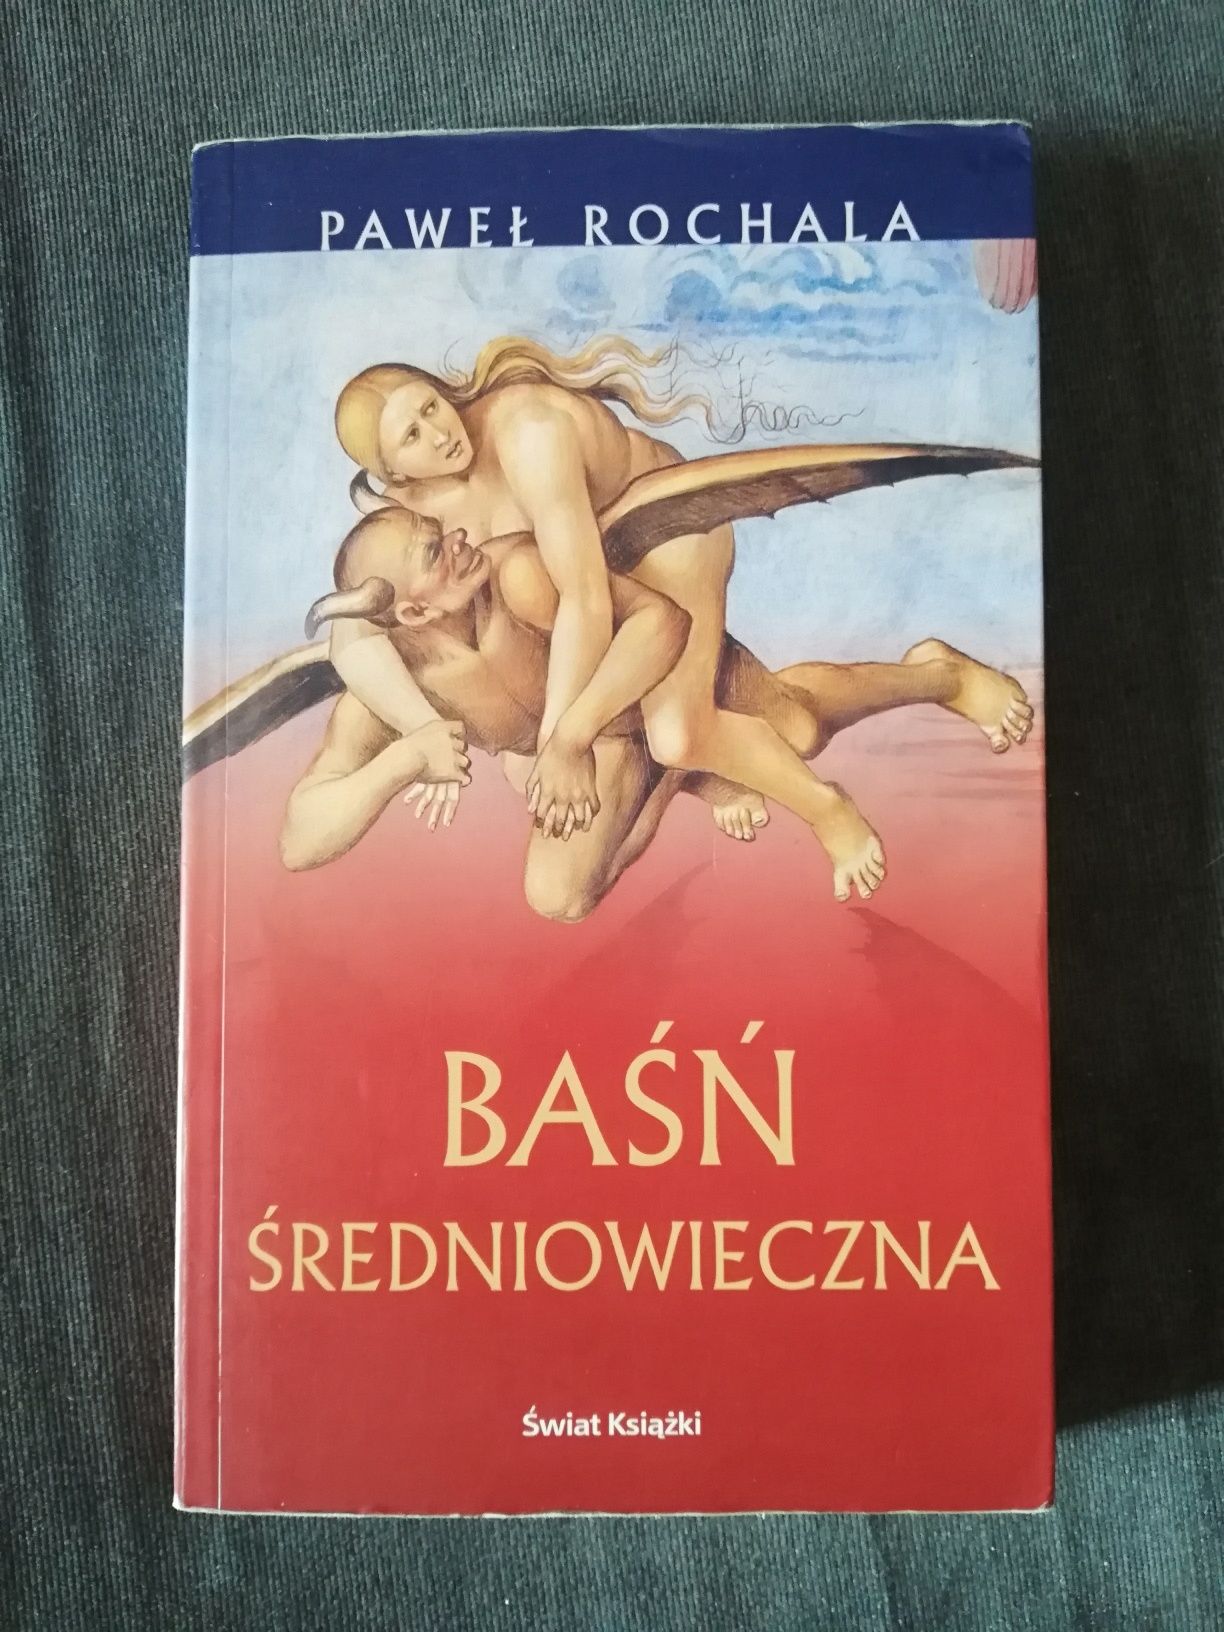 PAWEŁ ROCHALA
BAŚŃ
ŚREDNIOWIECZNA
Świat Książki